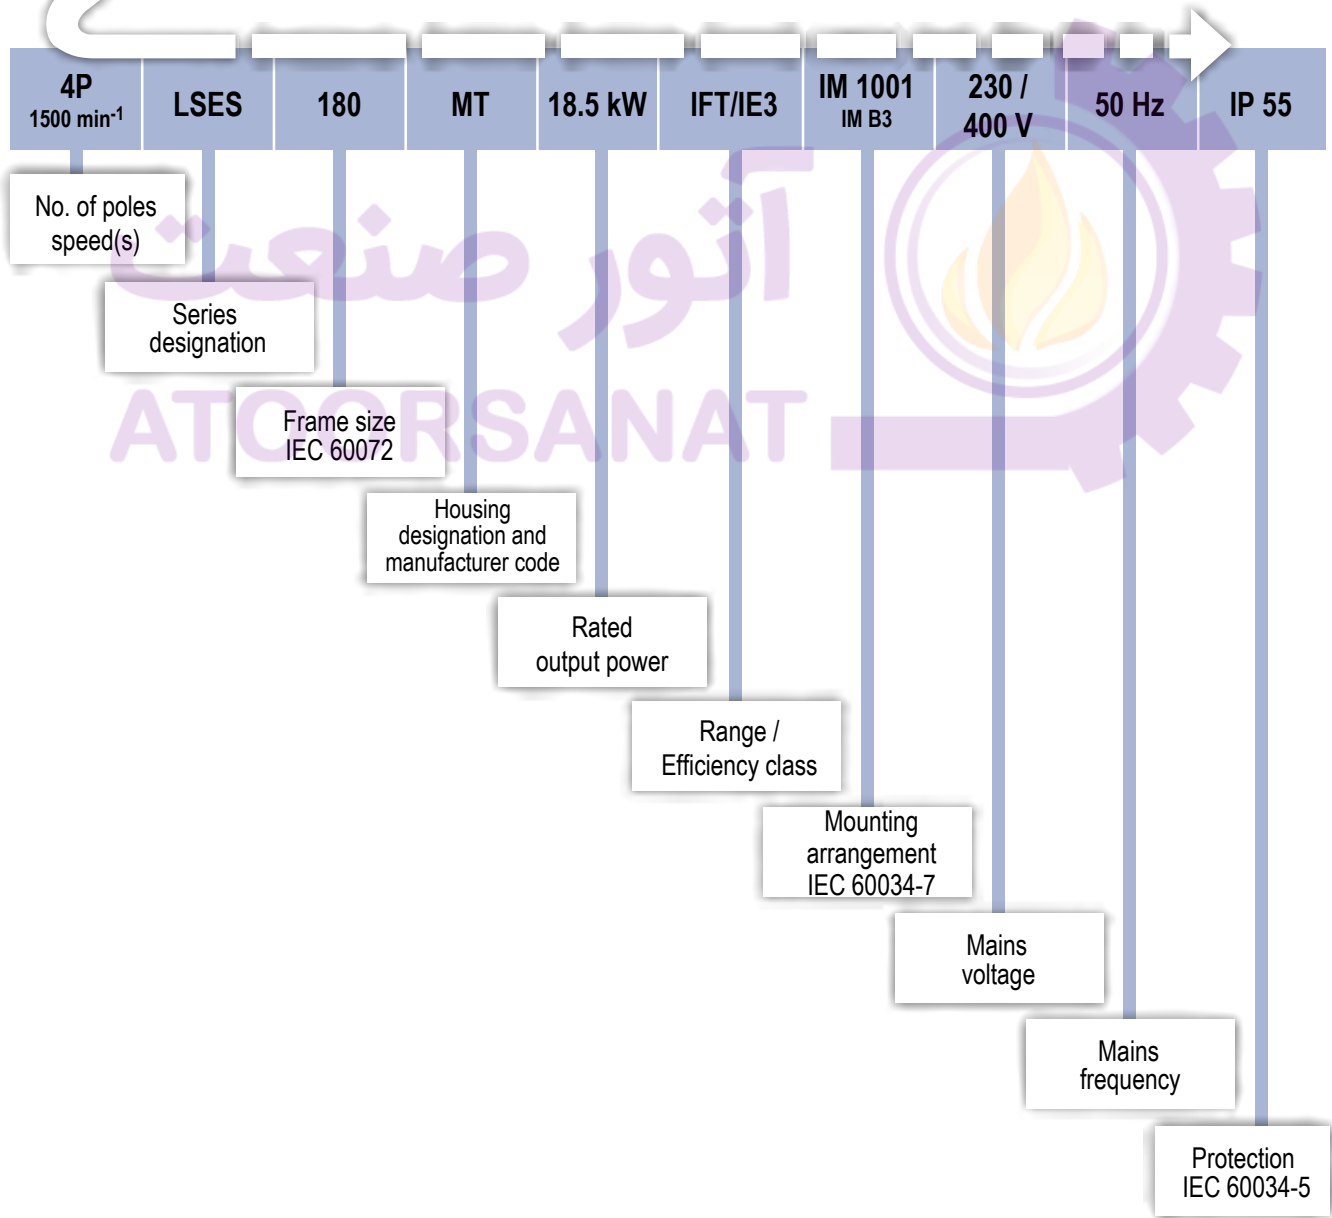 4P
1500 min-1
LSES
180
MT
18.5 kW
IFT/IE3
IM 1001
IM B3
230 /
400 V
50 Hz
IP 55
No. of poles
speed(s)
Series
designation
Frame size
IEC 60072
Housing
designation and
manufacturer code
Rated
output power
Range /
Efficiency class
Mounting
arrangement
IEC 60034-7
Mains
voltage
Mains
frequency
Protection
IEC 60034-5
آتور صنعت
ATOORSANAT